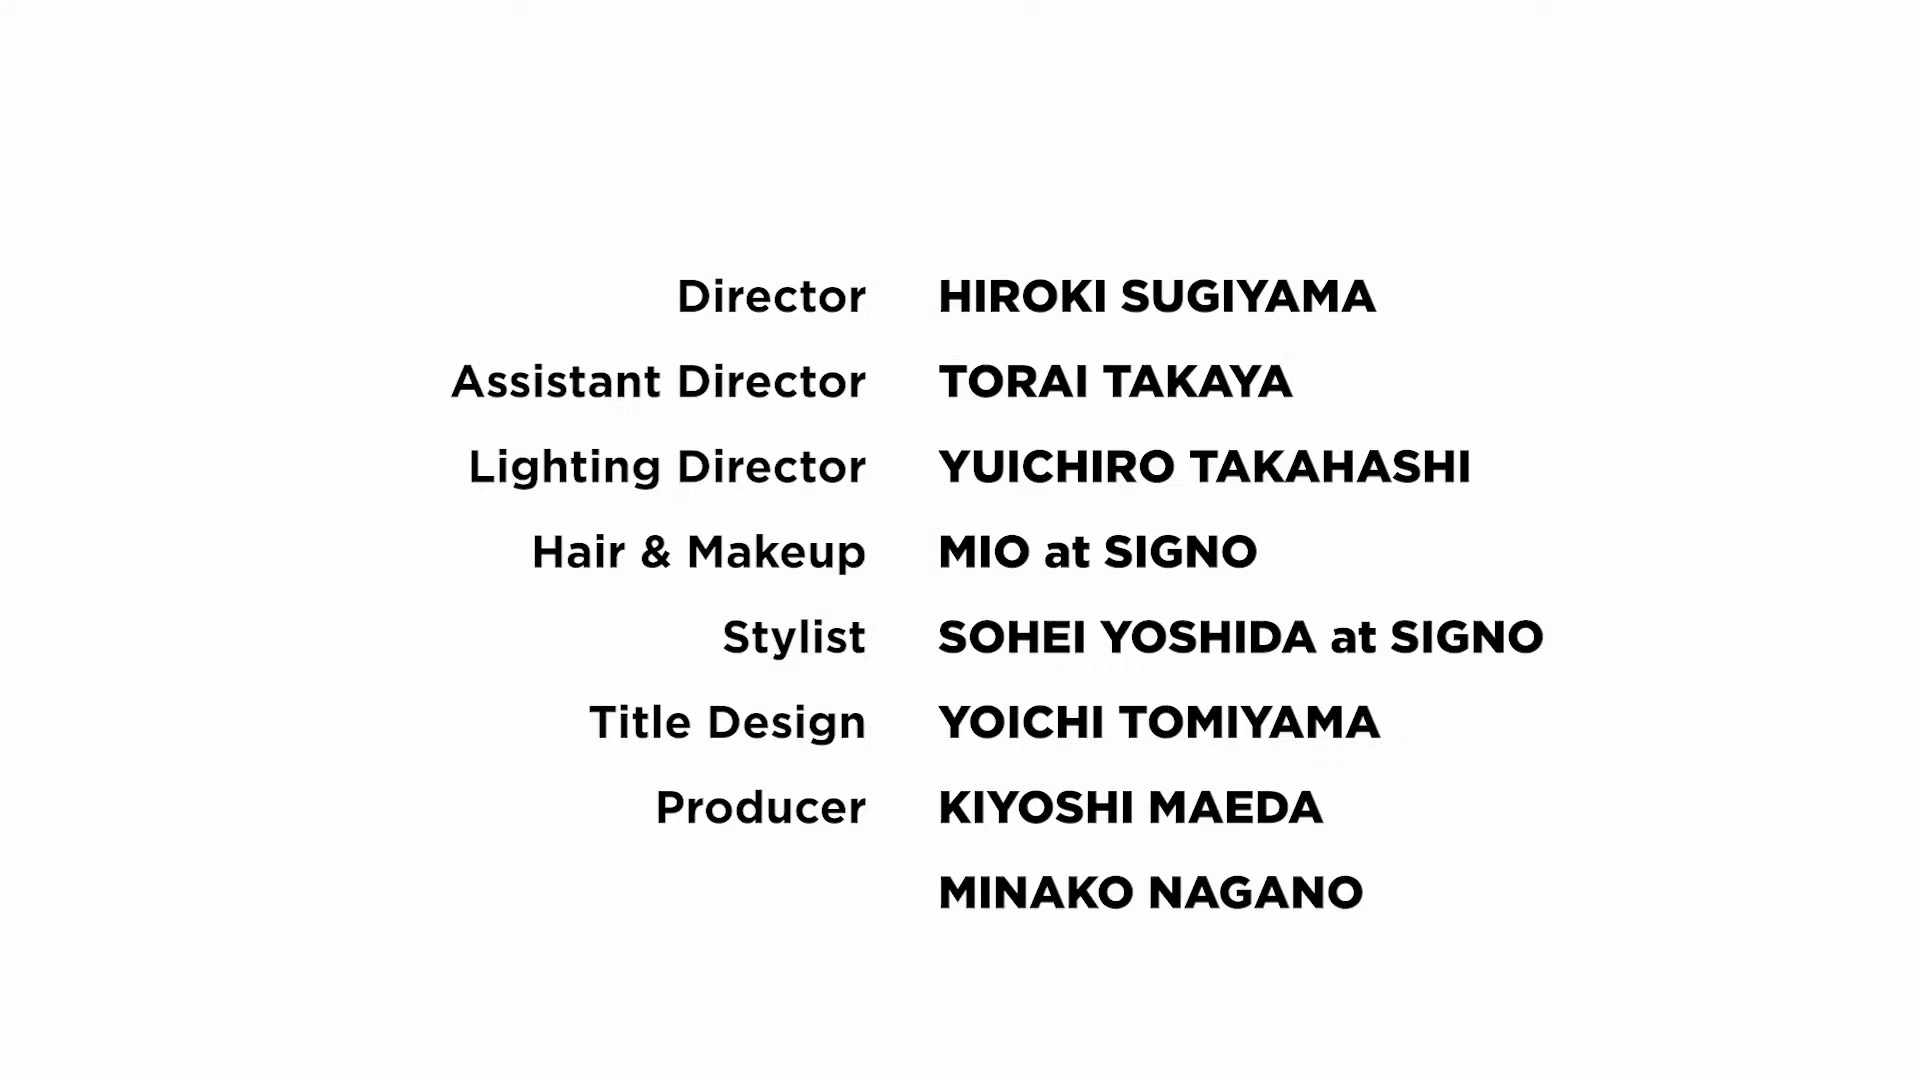 Director HIROKI SUGIYAMA
Assistant Director TORAI TAKAYA
Lighting Director YUICHIRO TAKAHASHI
Hair & Makeup MIO at SIGNO
Stylist SOHEI YOSHIDA at SIGNO
Title Design YOICHI TOMIYAMA
Producer KIYOSHI MAEDA
MINAKO NAGANO